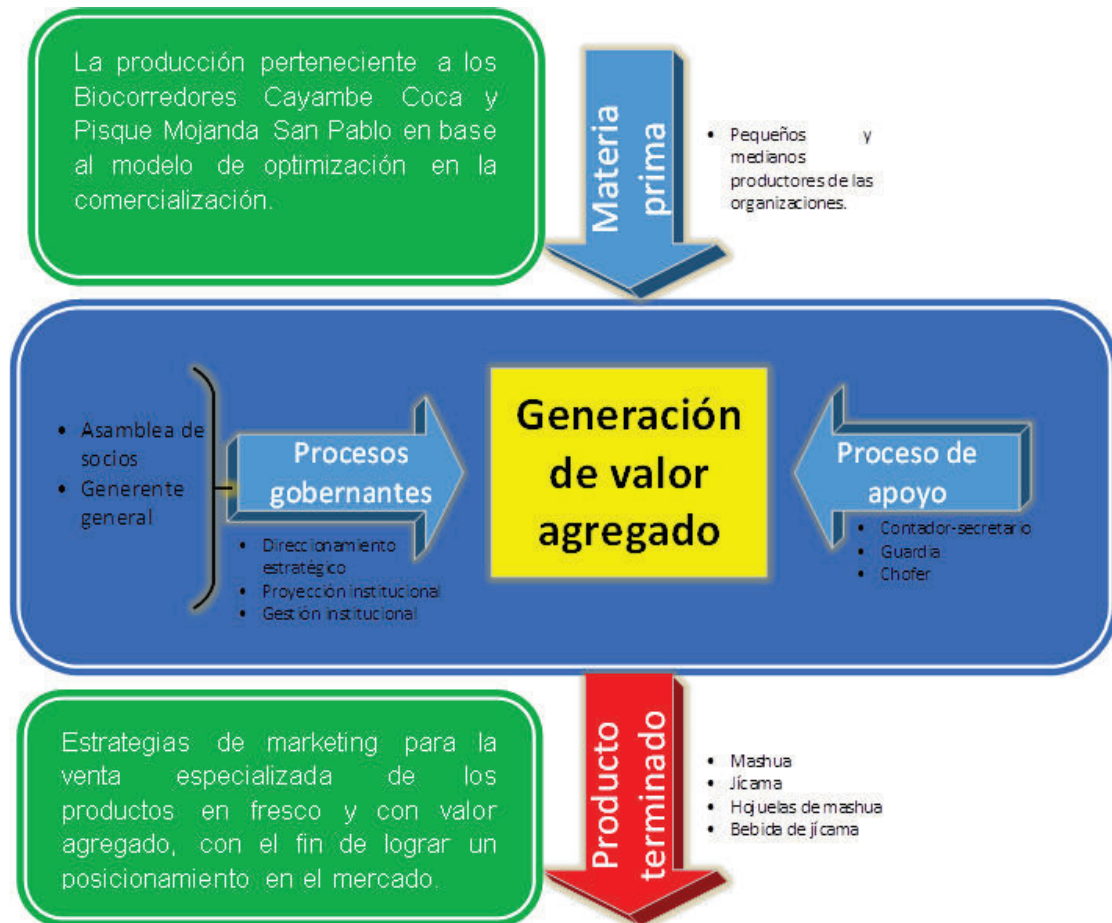 La producción perteneciente a los
Biocorredores Cayambe Coca y
Pisque Mojanda San Pablo en base
al modelo de optimización en la
comercialización.
Materia
prima
• Pequeños y
medianos
productores de las
organizaciones.
• Asamblea de
socios
• Generente
general
Procesos
gobernantes
• Direccionamiento
estratégico
• Proyección institucional
• Gestión institucional
Generación
de valor
agregado
Proceso de
apoyo
• Contador-secretario
• Guardia
• Chofer
Estrategias de marketing para la
venta especializada de los
productos en fresco y con valor
agregado, con el fin de lograr un
posicionamiento en el mercado.
Producto
terminado
• Mashua
• Jícama
• Hojuelas de mashua
• Bebida de jícama